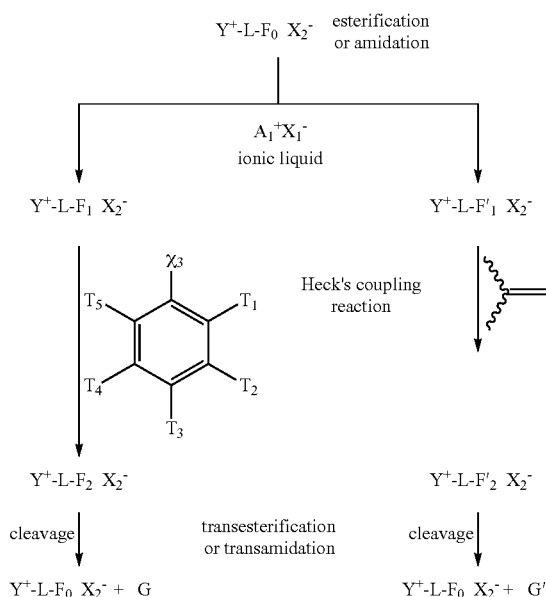 Y⁺-L-F₀ X₂⁻
esterification
or amidation
A₁⁺X₁⁻
ionic liquid
Y⁺-L-F₁ X₂⁻
Y⁺-L-F'₁ X₂⁻
χ₃
T₅
T₁
T₄
T₂
T₃
Heck's coupling
reaction
Y⁺-L-F₂ X₂⁻
Y⁺-L-F'₂ X₂⁻
cleavage
transesterification
or transamidation
cleavage
Y⁺-L-F₀ X₂⁻ + G
Y⁺-L-F₀ X₂⁻ + G'